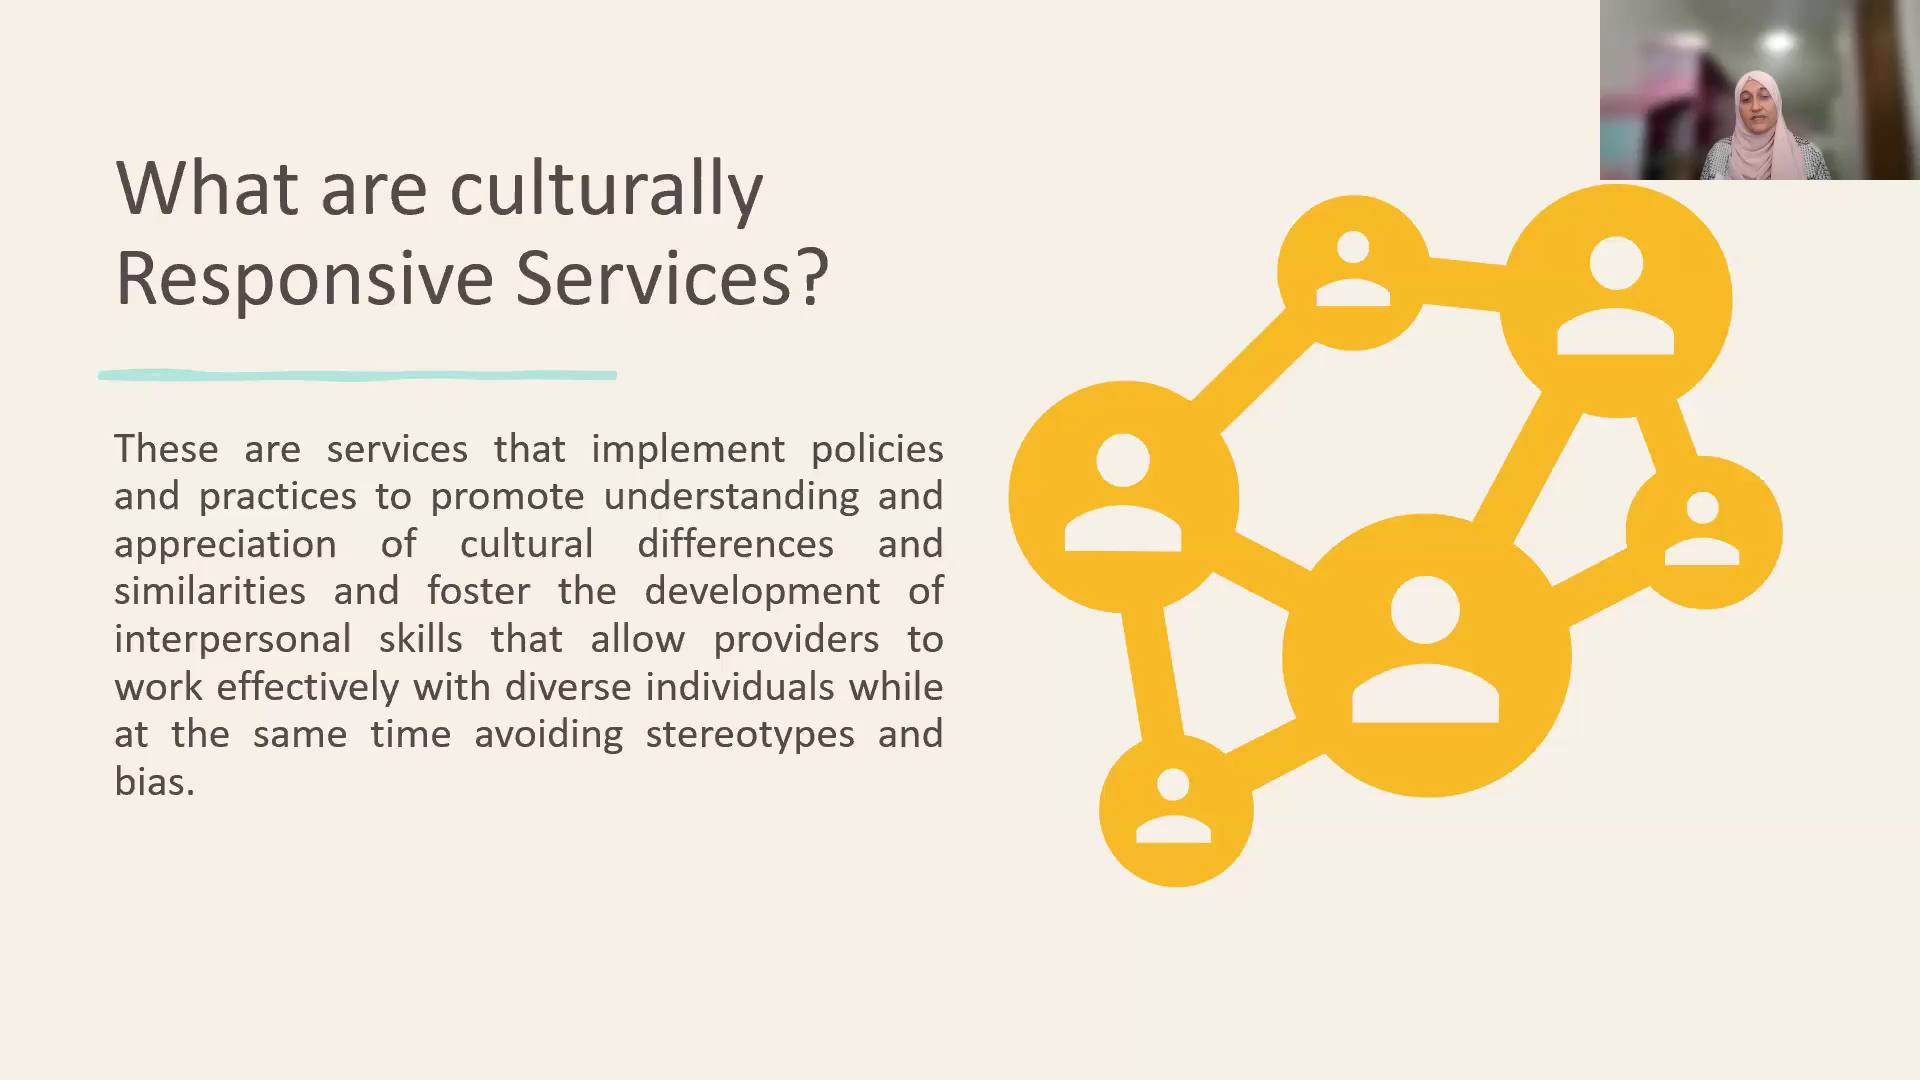 What are culturally
Responsive Services?
These are services that implement policies
and practices to promote understanding and
appreciation of cultural differences and
similarities and foster the development of
interpersonal skills that allow providers to
work effectively with diverse individuals while
at the same time avoiding stereotypes and
bias.